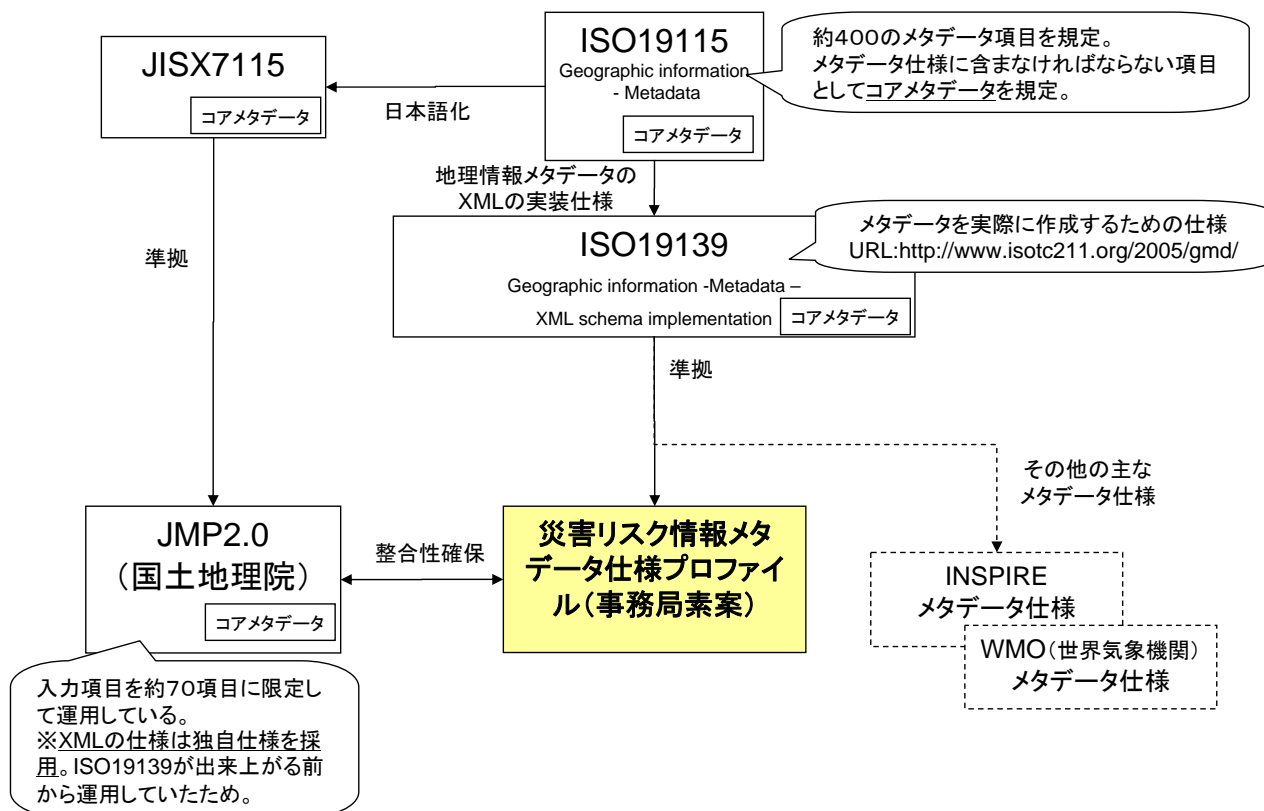 ISO19115
Geographic information
- Metadata
コアメタデータ
約400のメタデータ項目を規定。
メタデータ仕様に含まなければならない項目
としてコアメタデータを規定。
JISX7115
コアメタデータ
日本語化
地理情報メタデータの
XMLの実装仕様
ISO19139
Geographic information -Metadata –
XML schema implementation
コアメタデータ
メタデータを実際に作成するための仕様
URL:http://www.isotc211.org/2005/gmd/
準拠
準拠
その他の主な
メタデータ仕様
JMP2.0
(国土地理院)
コアメタデータ
整合性確保
災害リスク情報メタ
データ仕様プロファイ
ル(事務局素案)
INSPIRE
メタデータ仕様
WMO(世界気象機関)
メタデータ仕様
入力項目を約70項目に限定し
て運用している。
※XMLの仕様は独自仕様を採
用。ISO19139が出来上がる前
から運用していたため。